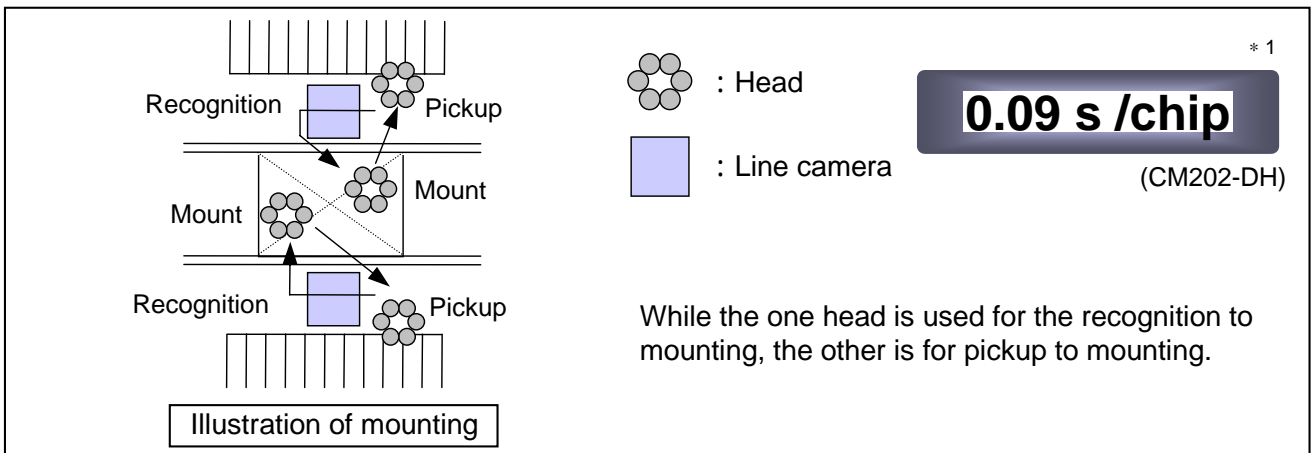 Recognition
Pickup
Mount
Mount
Recognition
Pickup
Illustration of mounting
: Head
: Line camera
* 1
0.09 s /chip
(CM202-DH)
While the one head is used for the recognition to
mounting, the other is for pickup to mounting.